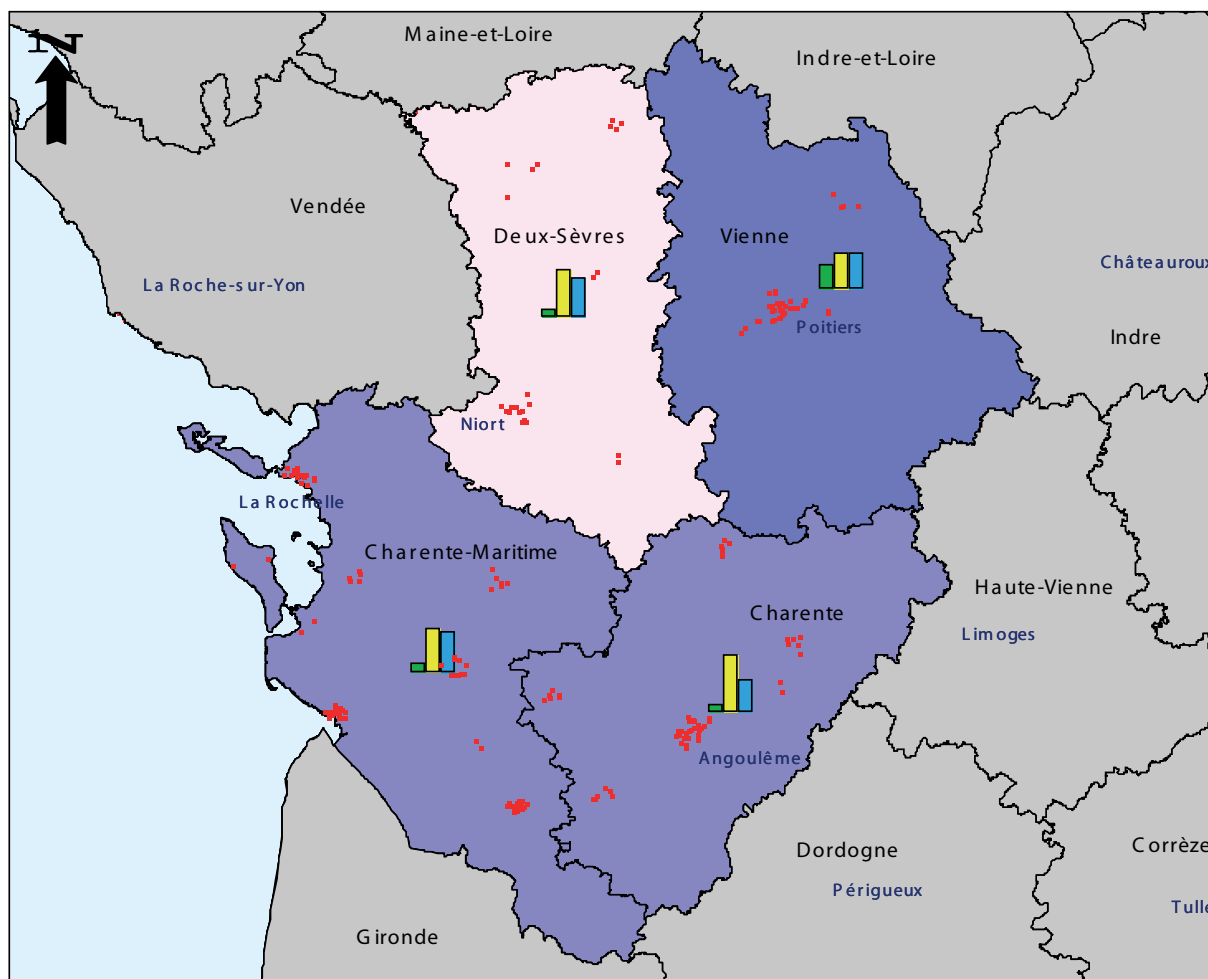 Maine-et-Loire
N
Indre-et-Loire
Vendée
Deux-Sèvres
Vienne
Châteauroux
La Roche-sur-Yon
Poitiers
Indre
Niort
La Rochelle
Charente-Maritime
Haute-Vienne
Charente
Limoges
Angoulême
Dordogne
Corrèze
Périgueux
Tulle
Gironde